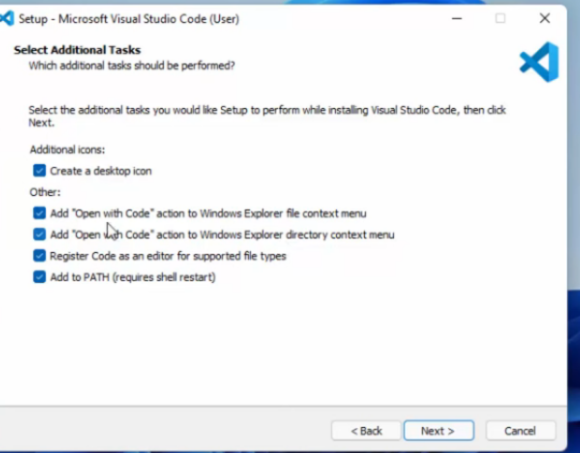 Setup - Microsoft Visual Studio Code (User)
Select Additional Tasks
Which additional tasks should be performed?
Select the additional tasks you would like Setup to perform while installing Visual Studio Code, then click
Next.
Additional icons:
Create a desktop icon
Other:
Add "Open with Code" action to Windows Explorer file context menu
Add "Open with Code" action to Windows Explorer directory context menu
Register Code as an editor for supported file types
Add to PATH (requires shell restart)
< Back Next > Cancel